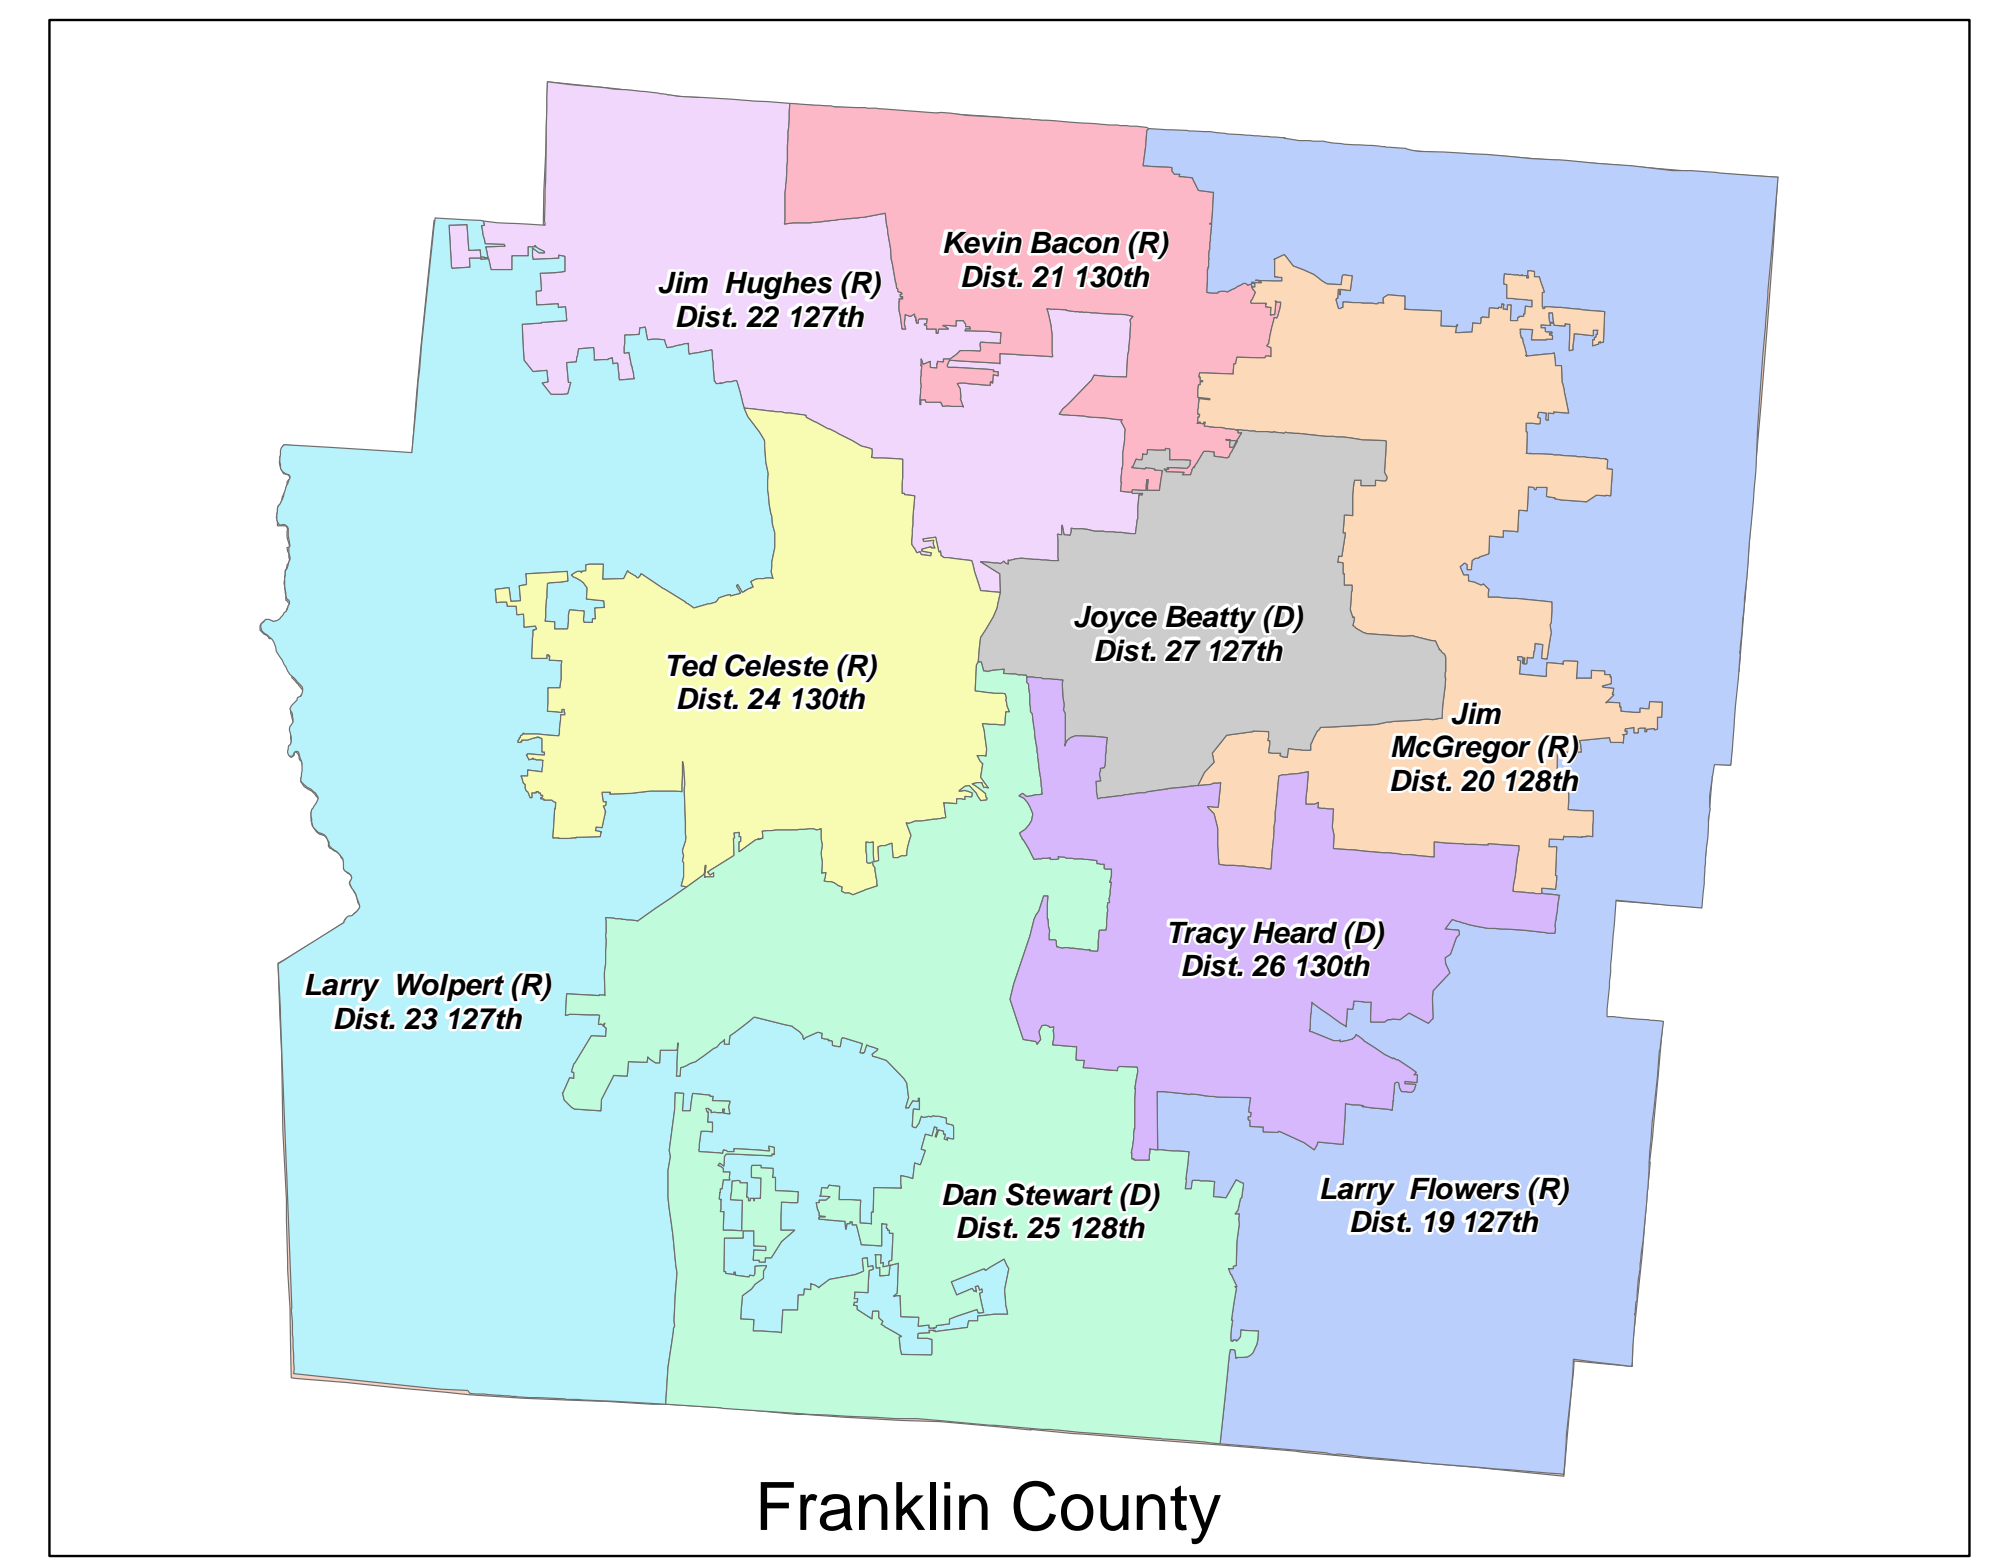 Kevin Bacon (R)
Dist. 21 130th
Jim Hughes (R)
Dist. 22 127th
Joyce Beatty (D)
Dist. 27 127th
Ted Celeste (R)
Dist. 24 130th
Jim
McGregor (R)
Dist. 20 128th
Tracy Heard (D)
Dist. 26 130th
Larry Wolpert (R)
Dist. 23 127th
Dan Stewart (D)
Dist. 25 128th
Larry Flowers (R)
Dist. 19 127th
Franklin County